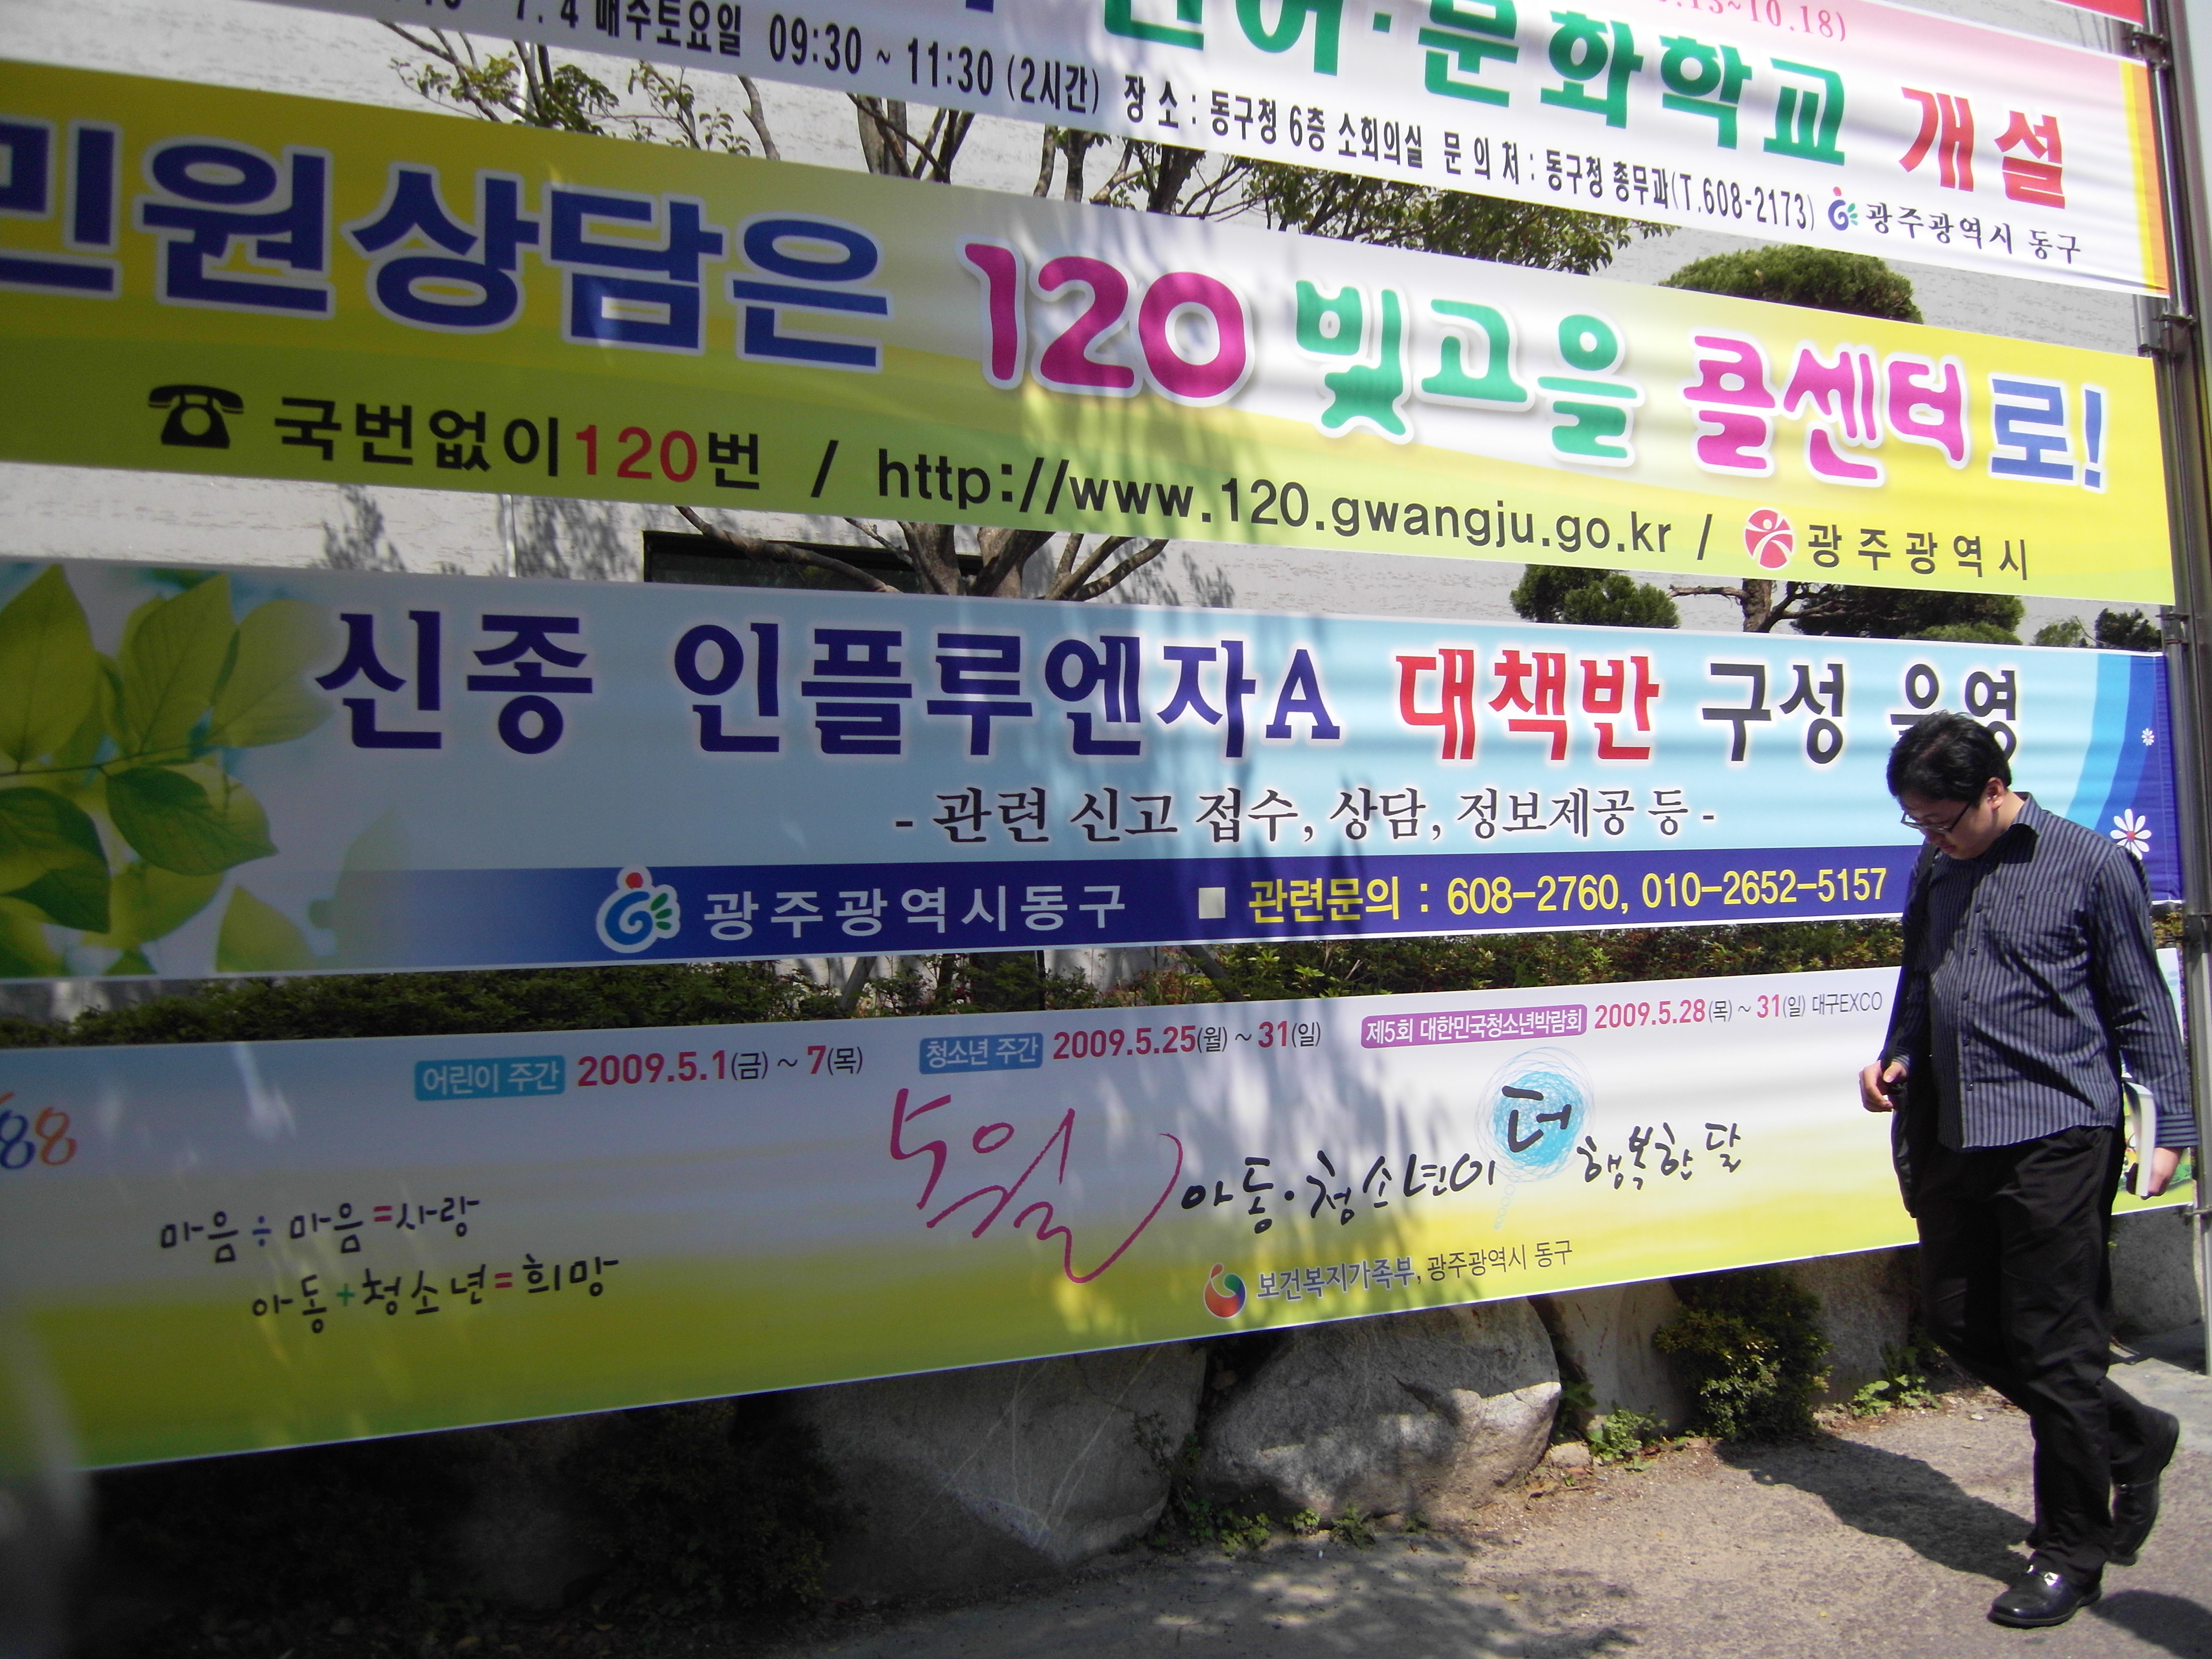 문화학교 개설
7. 4 매주토요일 09:30 ~ 11:30 (2시간) 장 소 : 동구청 6층 소회의실 문 의 처 : 동구청 총무과(T.608-2173) 광주광역시 동구
민원상담은 120 빛고을 콜센터로!
국번없이120번 / http://www.120.gwangju.go.kr / 광주광역시
신종 인플루엔자A 대책반 구성 운영
- 관련 신고 접수, 상담, 정보제공 등 -
광주광역시동구 ■ 관련문의 : 608-2760, 010-2652-5157
어린이 주간 2009.5.1(금) ~ 7(목) 청소년 주간 2009.5.25(월) ~ 31(일) 제5회 대한민국청소년박람회 2009.5.28(목) ~ 31(일) 대구EXCO
88
5월 아동·청소년이 더 행복한 달
마음÷마음=사랑
아동+청소년=희망
보건복지가족부, 광주광역시 동구